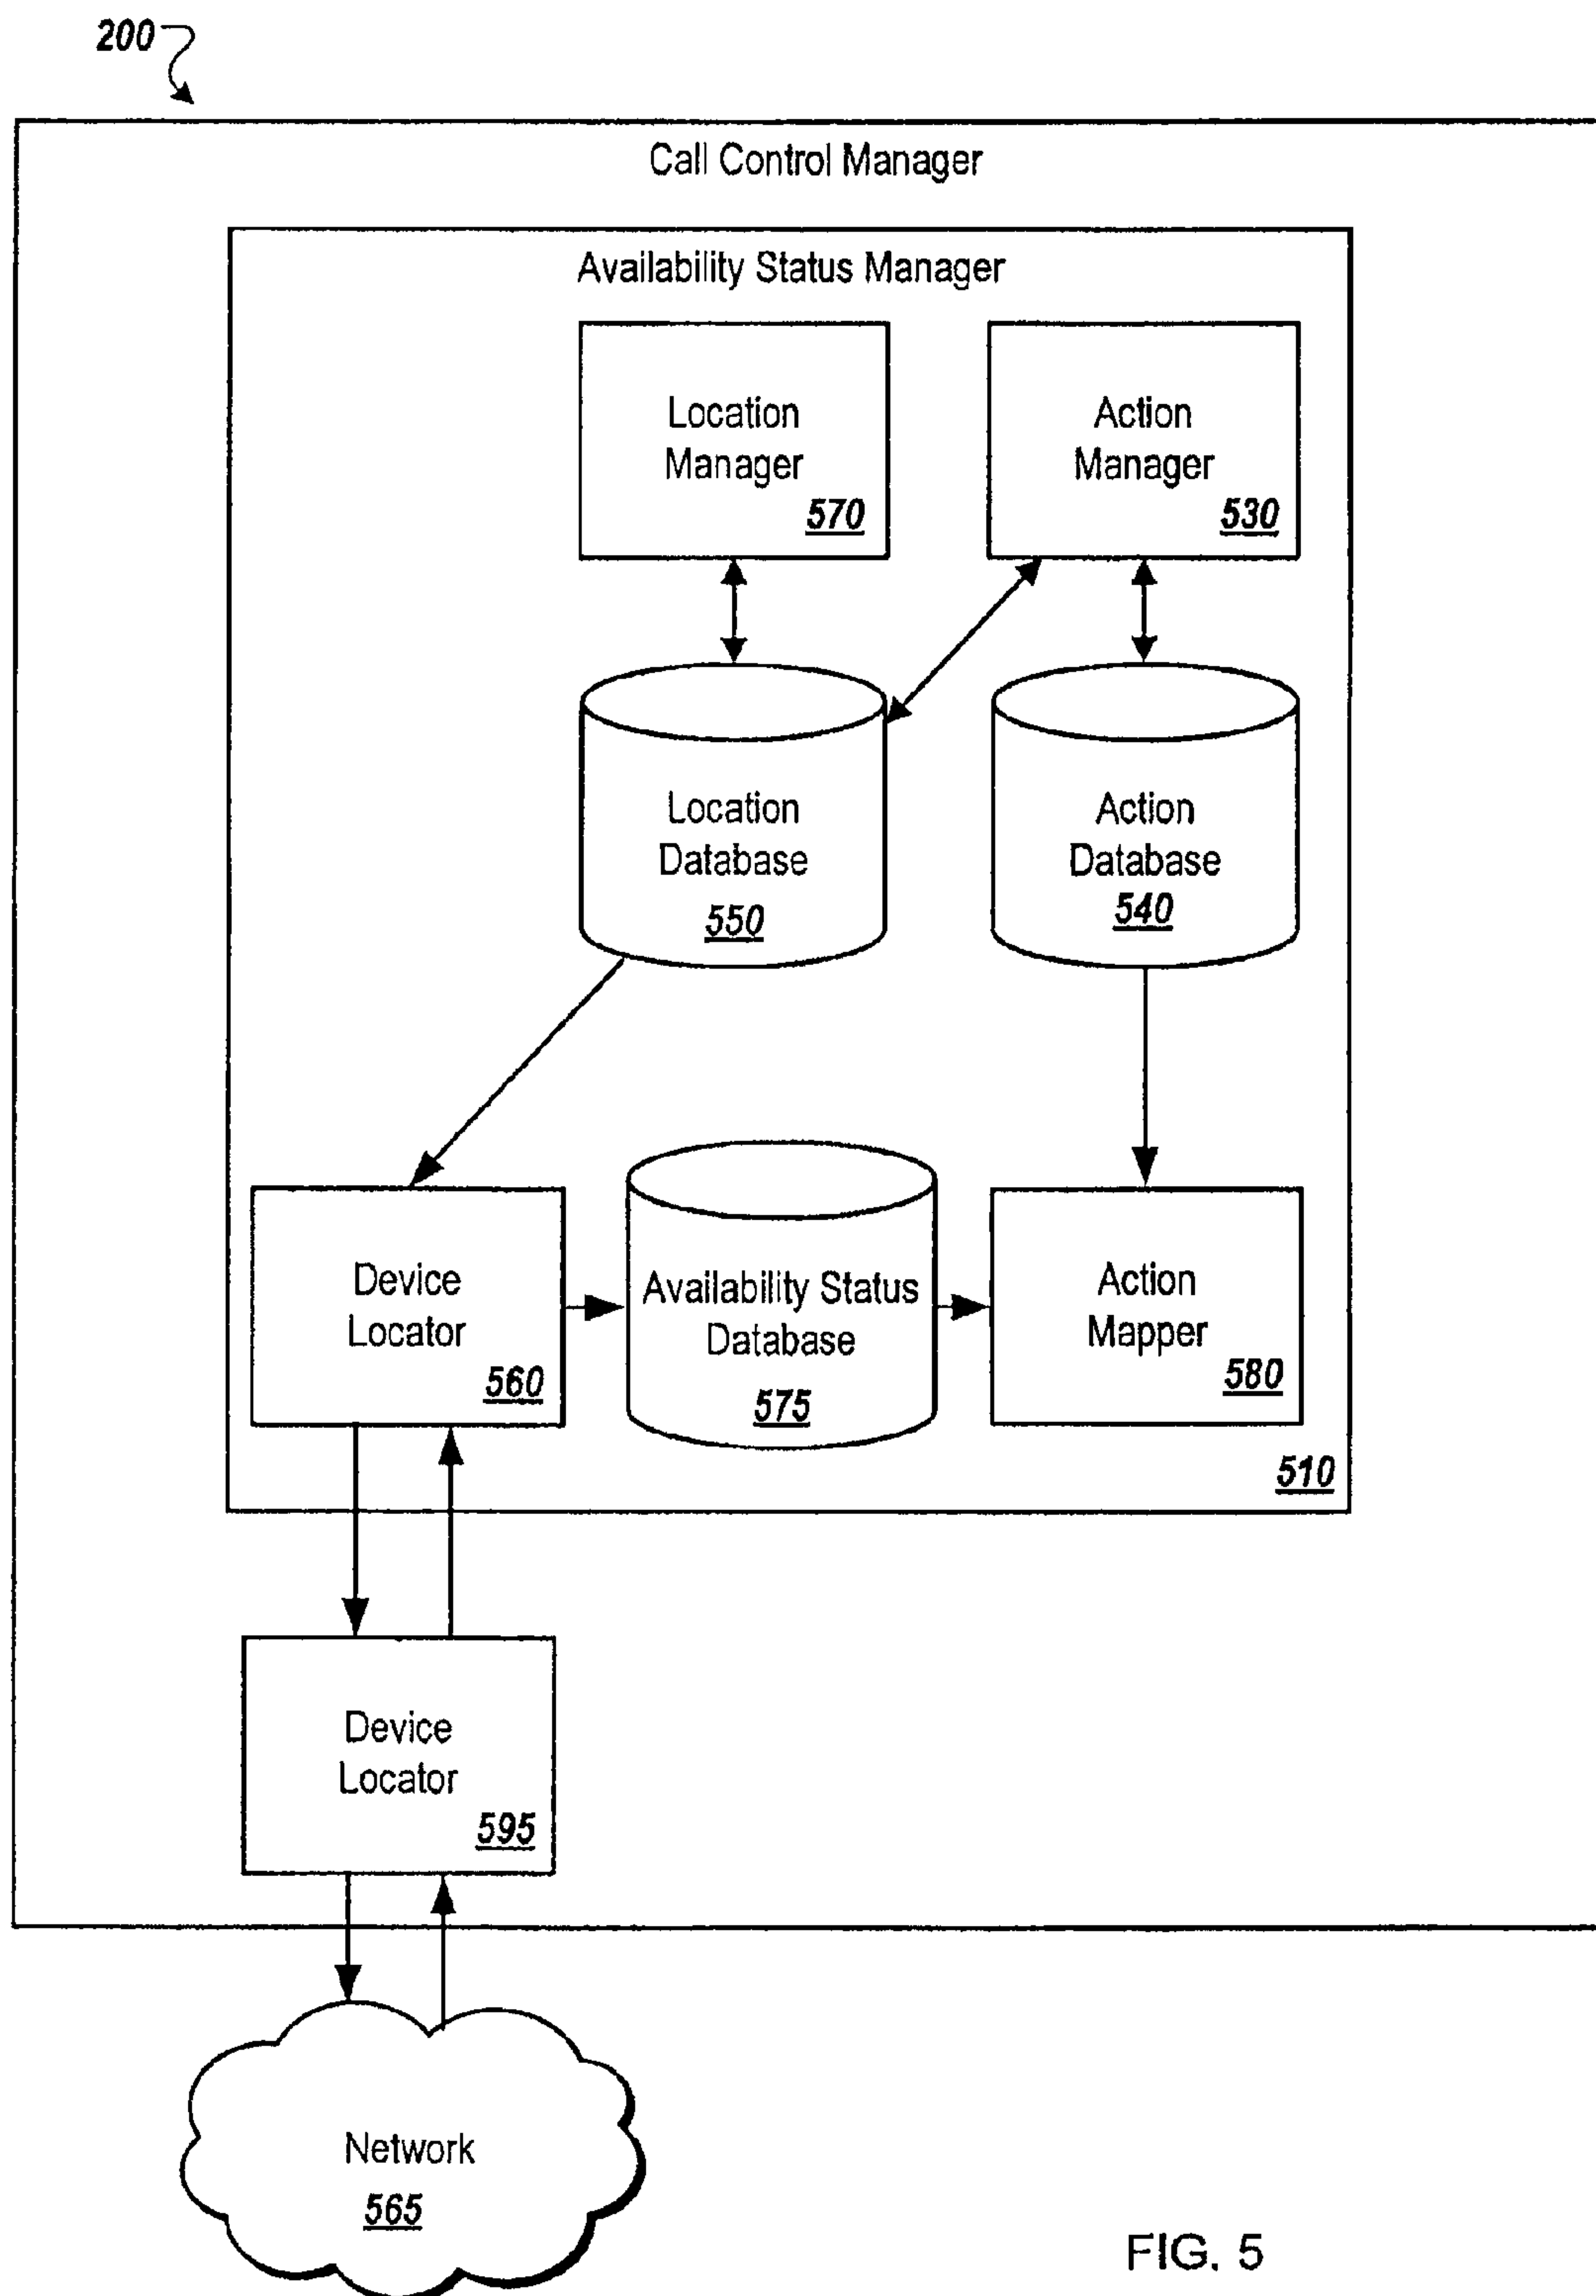 200
Call Control Manager
Availability Status Manager
Location
Manager
570
Action
Manager
530
Location
Database
550
Action
Database
540
Device
Locator
560
Availability Status
Database
575
Action
Mapper
580
510
Device
Locator
595
Network
565
FIG. 5